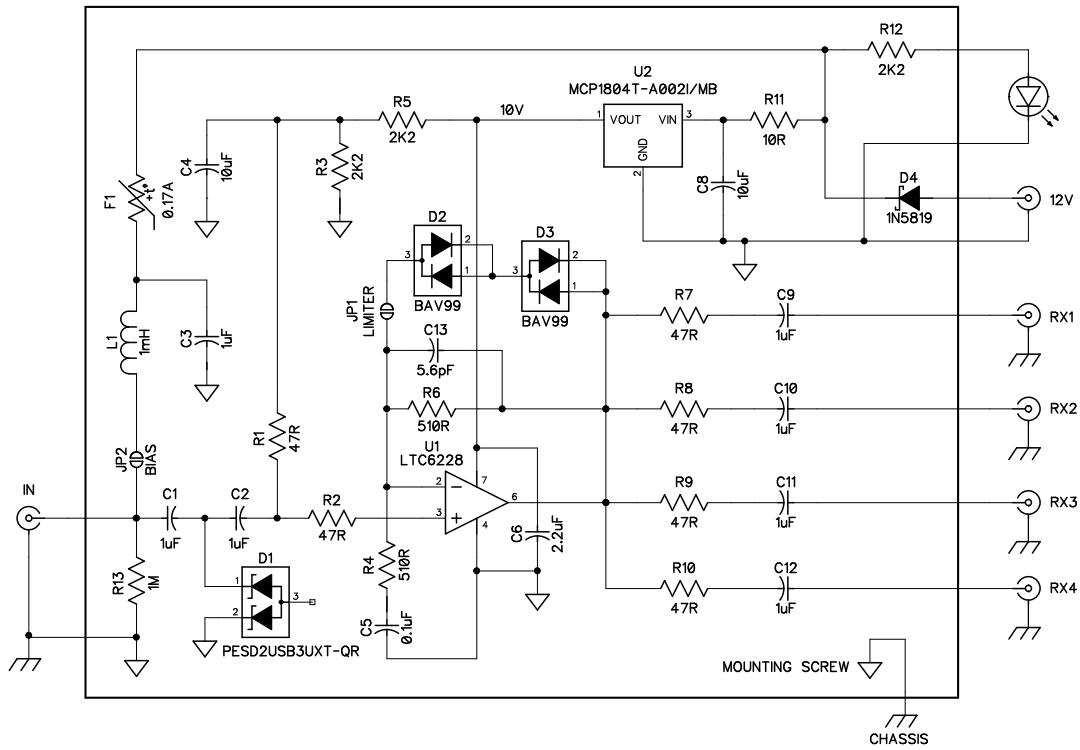 R12
2K2
U2
MCP1804T-A002I/MB
1
VOUT
VIN
3
GND
2
R11
10R
R5
2K2
10V
C4
10uF
R3
2K2
C8
10uF
D4
1N5819
12V
F1
+t°
0.17A
D2
3
2
1
BAV99
D3
3
2
1
BAV99
JP1
LIMITER
L1
1mH
C3
1uF
C13
5.6pF
R6
510R
R7
47R
C9
1uF
RX1
R8
47R
C10
1uF
RX2
R1
47R
JP2
BIAS
U1
LTC6228
2
3
7
4
6
−
+
IN
C1
1uF
C2
1uF
R2
47R
R9
47R
C11
1uF
RX3
C6
2.2uF
R4
510R
R13
1M
D1
1
2
3
PESD2USB3UXT-QR
C5
0.1uF
R10
47R
C12
1uF
RX4
MOUNTING SCREW
CHASSIS